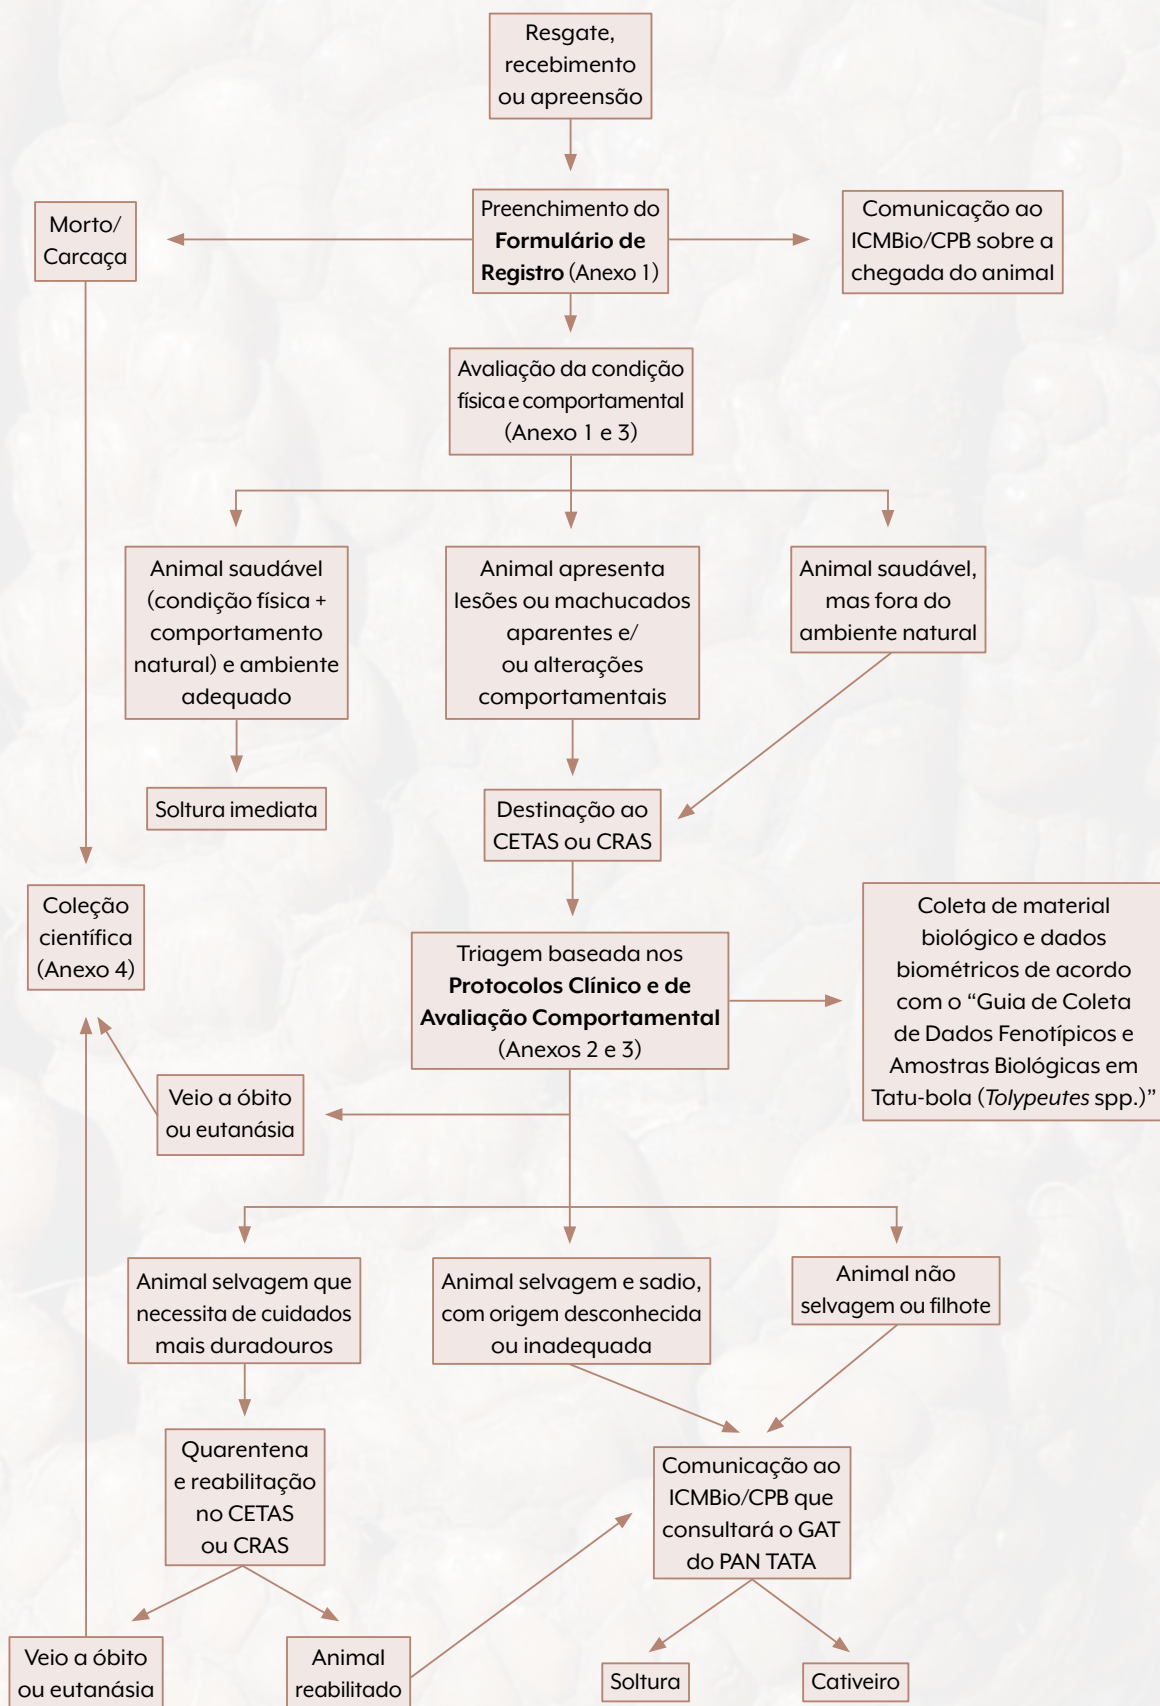 Resgate,
recebimento
ou apreensão
Morto/
Carcaça
Preenchimento do
Formulário de
Registro (Anexo 1)
Comunicação ao
ICMBio/CPB sobre a
chegada do animal
Avaliação da condição
física e comportamental
(Anexo 1 e 3)
Animal saudável
(condição física +
comportamento
natural) e ambiente
adequado
Animal apresenta
lesões ou machucados
aparentes e/
ou alterações
comportamentais
Animal saudável,
mas fora do
ambiente natural
Soltura imediata
Destinação ao
CETAS ou CRAS
Coleção
científica
(Anexo 4)
Triagem baseada nos
Protocolos Clínico e de
Avaliação Comportamental
(Anexos 2 e 3)
Coleta de material
biológico e dados
biométricos de acordo
com o “Guia de Coleta
de Dados Fenotípicos e
Amostras Biológicas em
Tatu-bola (Tolypeutes spp.)”
Veio a óbito
ou eutanásia
Animal selvagem que
necessita de cuidados
mais duradouros
Animal selvagem e sadio,
com origem desconhecida
ou inadequada
Animal não
selvagem ou filhote
Quarentena
e reabilitação
no CETAS
ou CRAS
Comunicação ao
ICMBio/CPB que
consultará o GAT
do PAN TATA
Veio a óbito
ou eutanásia
Animal
reabilitado
Soltura
Cativeiro